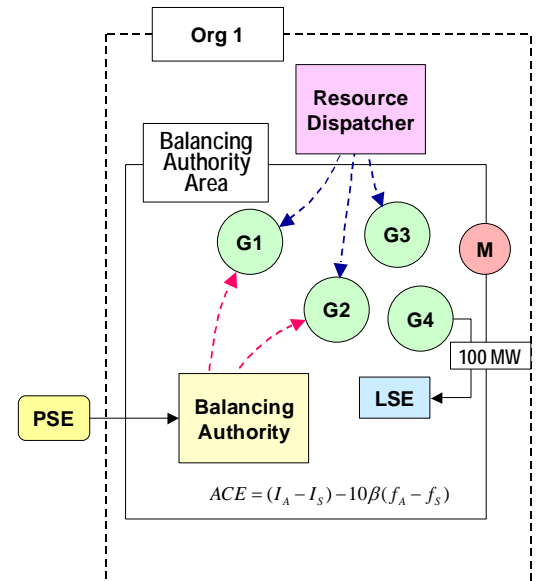 Org 1
Resource
Dispatcher
Balancing
Authority
Area
G1
G3
M
G2
G4
100 MW
LSE
PSE
Balancing
Authority
ACE = (I_A − I_S) − 10β(f_A − f_S)